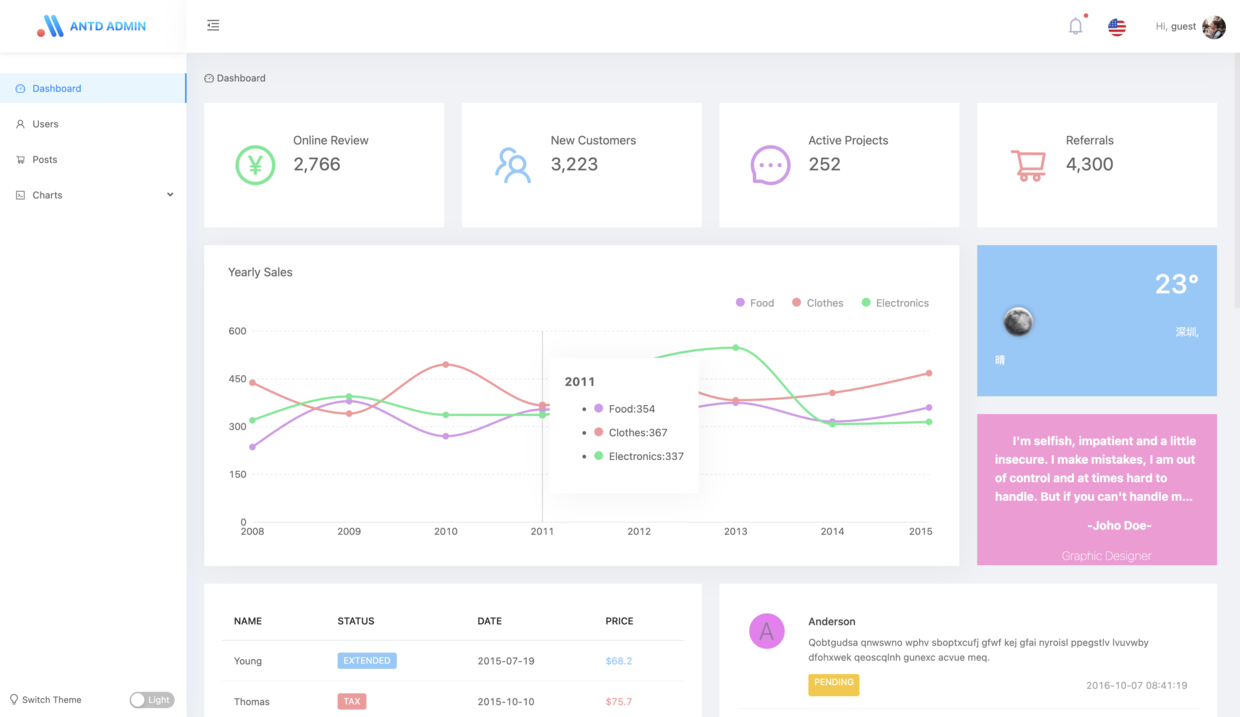 ANTD ADMIN
Hi, guest
Dashboard
Users
Posts
Charts
Switch Theme
Light
Dashboard
Online Review
2,766
New Customers
3,223
Active Projects
252
Referrals
4,300
Yearly Sales
Food Clothes Electronics
600
450
300
150
0
2008 2009 2010 2011 2012 2013 2014 2015
2011
Food:354
Clothes:367
Electronics:337
23°
深圳,
晴
I'm selfish, impatient and a little
insecure. I make mistakes, I am out
of control and at times hard to
handle. But if you can't handle m...
-Joho Doe-
Graphic Designer
NAME STATUS DATE PRICE
Young EXTENDED 2015-07-19 $68.2
Thomas TAX 2015-10-10 $75.7
A
Anderson
Qobtgudsa qnwswno wphv sboptxcufj gfwf kej gfai nyroisl ppegstlv lvuvwby
dfohxwek qeoscqlnh gunexc acvue meq.
PENDING
2016-10-07 08:41:19